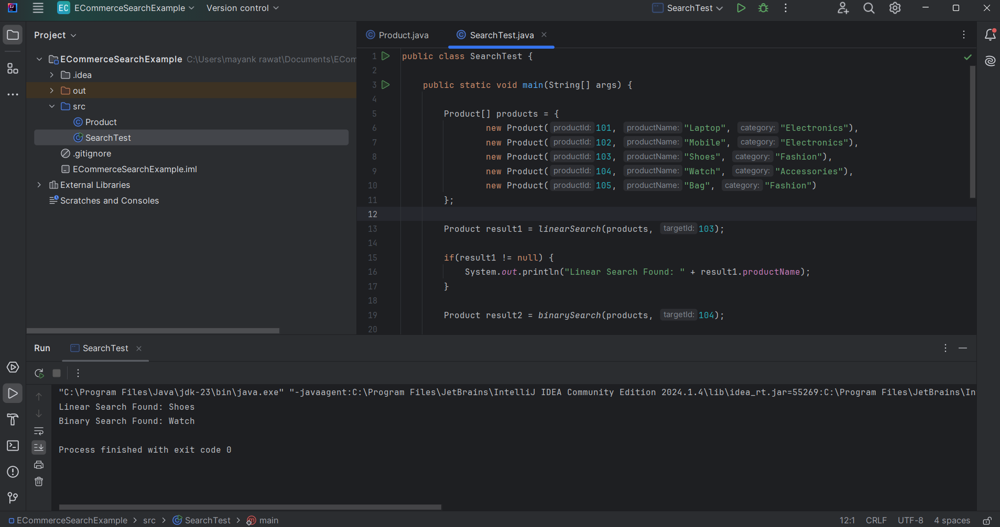 EC ECommerceSearchExample Version control SearchTest
Project
ECommerceSearchExample C:\Users\mayank rawat\Documents\ECom
.idea
out
src
Product
SearchTest
.gitignore
ECommerceSearchExample.iml
External Libraries
Scratches and Consoles
Product.java SearchTest.java
1 public class SearchTest {
2
3 public static void main(String[] args) {
4
5 Product[] products = {
6 new Product( productId: 101, productName: "Laptop", category: "Electronics"),
7 new Product( productId: 102, productName: "Mobile", category: "Electronics"),
8 new Product( productId: 103, productName: "Shoes", category: "Fashion"),
9 new Product( productId: 104, productName: "Watch", category: "Accessories"),
10 new Product( productId: 105, productName: "Bag", category: "Fashion")
11 };
12
13 Product result1 = linearSearch(products, targetId: 103);
14
15 if(result1 != null) {
16 System.out.println("Linear Search Found: " + result1.productName);
17 }
18
19 Product result2 = binarySearch(products, targetId: 104);
20
Run SearchTest
"C:\Program Files\Java\jdk-23\bin\java.exe" "-javaagent:C:\Program Files\JetBrains\IntelliJ IDEA Community Edition 2024.1.4\lib\idea_rt.jar=55269:C:\Program Files\JetBrains\In
Linear Search Found: Shoes
Binary Search Found: Watch
Process finished with exit code 0
ECommerceSearchExample > src > SearchTest > main 12:1 CRLF UTF-8 4 spaces